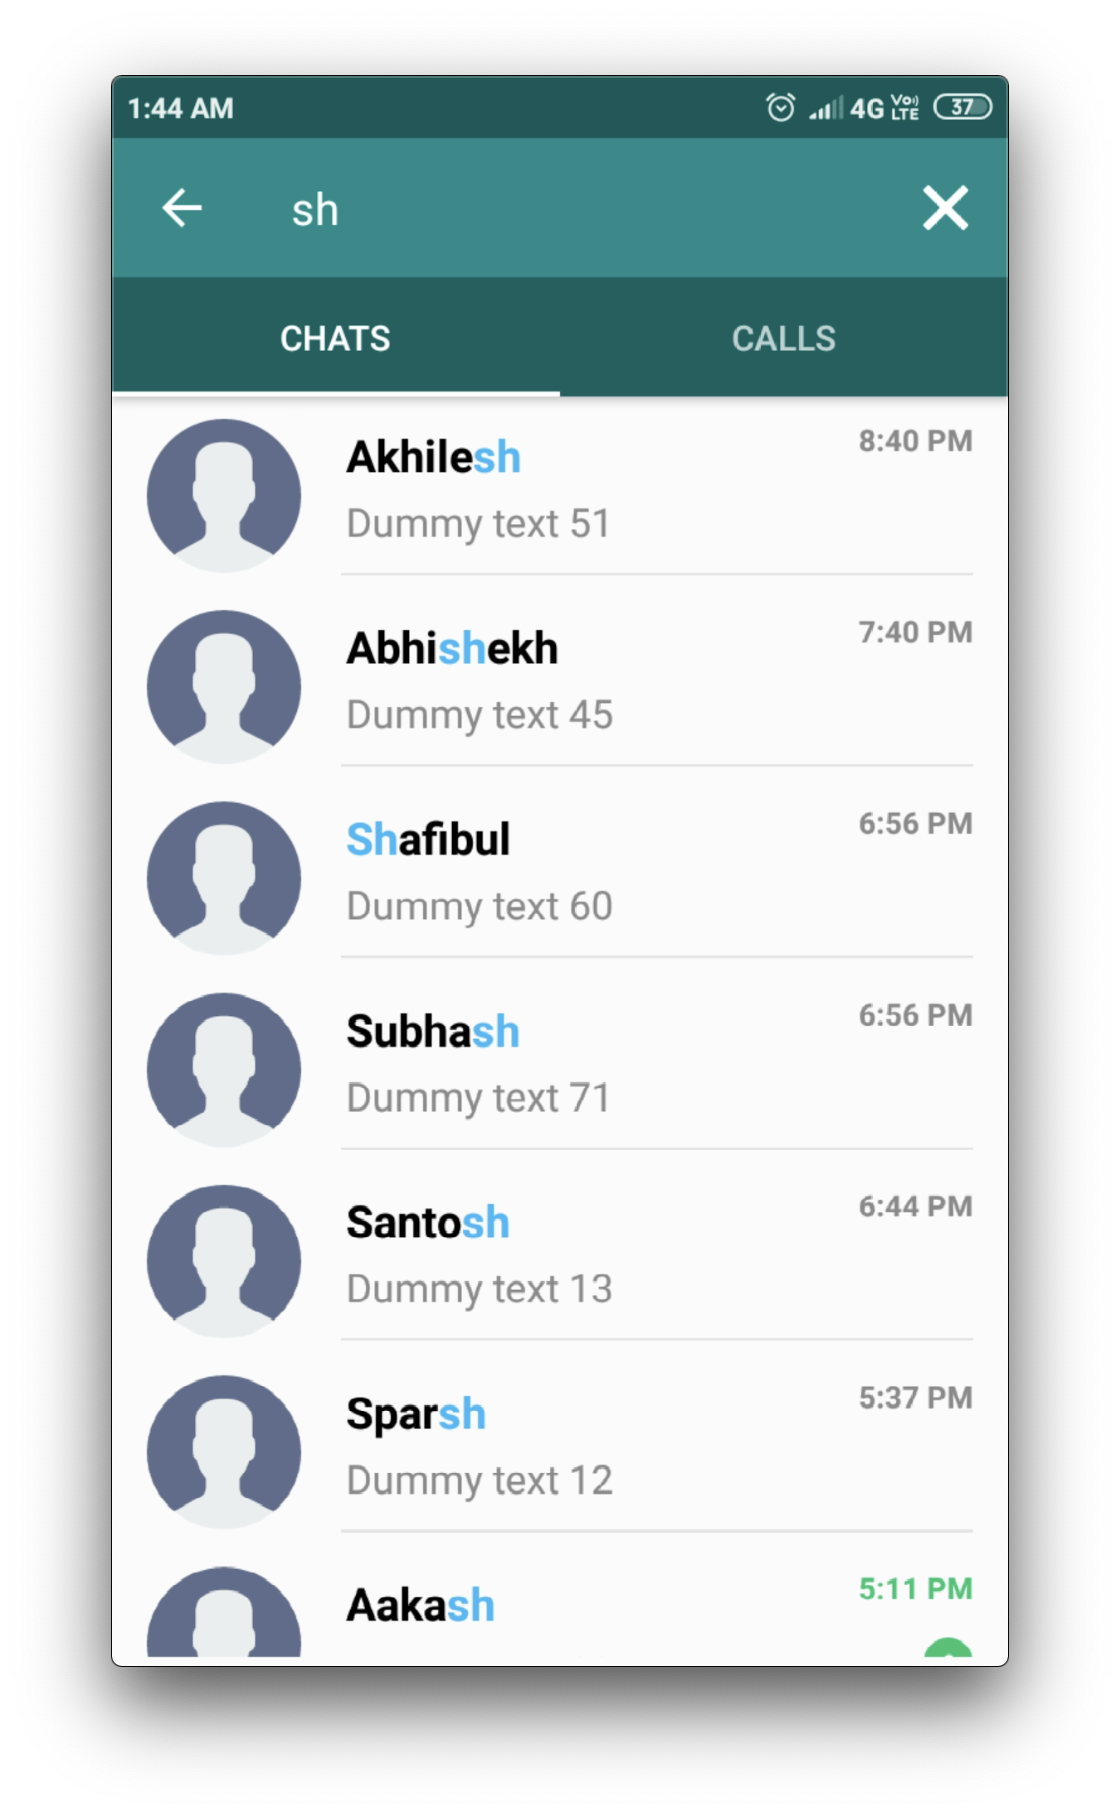 1:44 AM 4G VoLTE 37
sh
CHATS CALLS
Akhilesh 8:40 PM
Dummy text 51
Abhishekh 7:40 PM
Dummy text 45
Shafibul 6:56 PM
Dummy text 60
Subhash 6:56 PM
Dummy text 71
Santosh 6:44 PM
Dummy text 13
Sparsh 5:37 PM
Dummy text 12
Aakash 5:11 PM